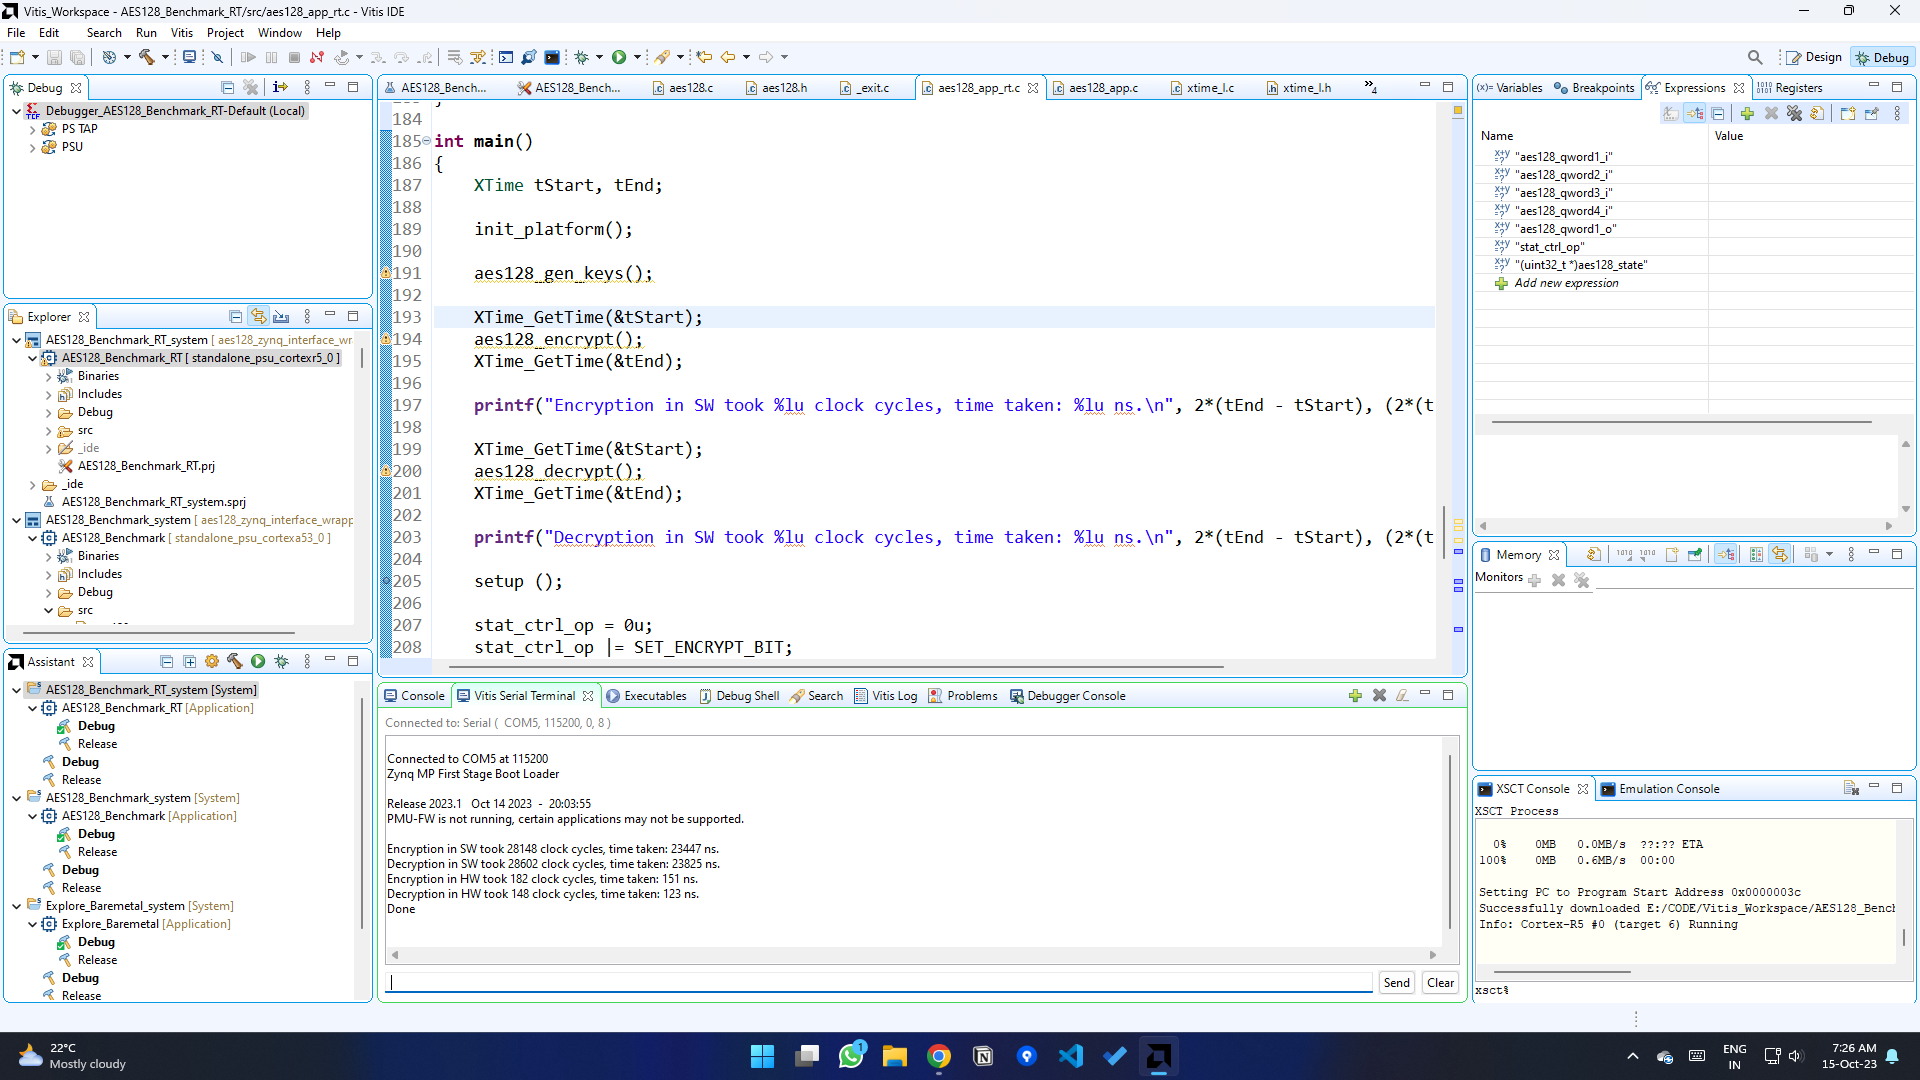 Vitis_Workspace - AES128_Benchmark_RT/src/aes128_app_rt.c - Vitis IDE
File Edit Search Run Vitis Project Window Help
Design Debug
Debug
Debugger_AES128_Benchmark_RT-Default (Local)
PS TAP
PSU
Explorer
AES128_Benchmark_RT_system [ aes128_zynq_interface_wr
AES128_Benchmark_RT [ standalone_psu_cortexr5_0 ]
Binaries
Includes
Debug
src
_ide
AES128_Benchmark_RT.prj
_ide
AES128_Benchmark_RT_system.sprj
AES128_Benchmark_system [ aes128_zynq_interface_wrapp
AES128_Benchmark [ standalone_psu_cortexa53_0 ]
Binaries
Includes
Debug
src
Assistant
AES128_Benchmark_RT_system [System]
AES128_Benchmark_RT [Application]
Debug
Release
Debug
Release
AES128_Benchmark_system [System]
AES128_Benchmark [Application]
Debug
Release
Debug
Release
Explore_Baremetal_system [System]
Explore_Baremetal [Application]
Debug
Release
Debug
Release
AES128_Bench... AES128_Bench... aes128.c aes128.h _exit.c aes128_app_rt.c aes128_app.c xtime_l.c xtime_l.h »4
184
185 int main()
186 {
187 XTime tStart, tEnd;
188
189 init_platform();
190
191 aes128_gen_keys();
192
193 XTime_GetTime(&tStart);
194 aes128_encrypt();
195 XTime_GetTime(&tEnd);
196
197 printf("Encryption in SW took %lu clock cycles, time taken: %lu ns.\n", 2*(tEnd - tStart), (2*(t
198
199 XTime_GetTime(&tStart);
200 aes128_decrypt();
201 XTime_GetTime(&tEnd);
202
203 printf("Decryption in SW took %lu clock cycles, time taken: %lu ns.\n", 2*(tEnd - tStart), (2*(t
204
205 setup ();
206
207 stat_ctrl_op = 0u;
208 stat_ctrl_op |= SET_ENCRYPT_BIT;
Console Vitis Serial Terminal Executables Debug Shell Search Vitis Log Problems Debugger Console
Connected to: Serial ( COM5, 115200, 0, 8 )
Connected to COM5 at 115200
Zynq MP First Stage Boot Loader
Release 2023.1 Oct 14 2023 - 20:03:55
PMU-FW is not running, certain applications may not be supported.
Encryption in SW took 28148 clock cycles, time taken: 23447 ns.
Decryption in SW took 28602 clock cycles, time taken: 23825 ns.
Encryption in HW took 182 clock cycles, time taken: 151 ns.
Decryption in HW took 148 clock cycles, time taken: 123 ns.
Done
Send Clear
(x)= Variables Breakpoints Expressions Registers
Name Value
"aes128_qword1_i"
"aes128_qword2_i"
"aes128_qword3_i"
"aes128_qword4_i"
"aes128_qword1_o"
"stat_ctrl_op"
"(uint32_t *)aes128_state"
Add new expression
Memory
Monitors
XSCT Console Emulation Console
XSCT Process
0% 0MB 0.0MB/s ??:?? ETA
100% 0MB 0.6MB/s 00:00
Setting PC to Program Start Address 0x0000003c
Successfully downloaded E:/CODE/Vitis_Workspace/AES128_Benc
Info: Cortex-R5 #0 (target 6) Running
xsct%
22°C
Mostly cloudy
1
ENG
IN
7:26 AM
15-Oct-23